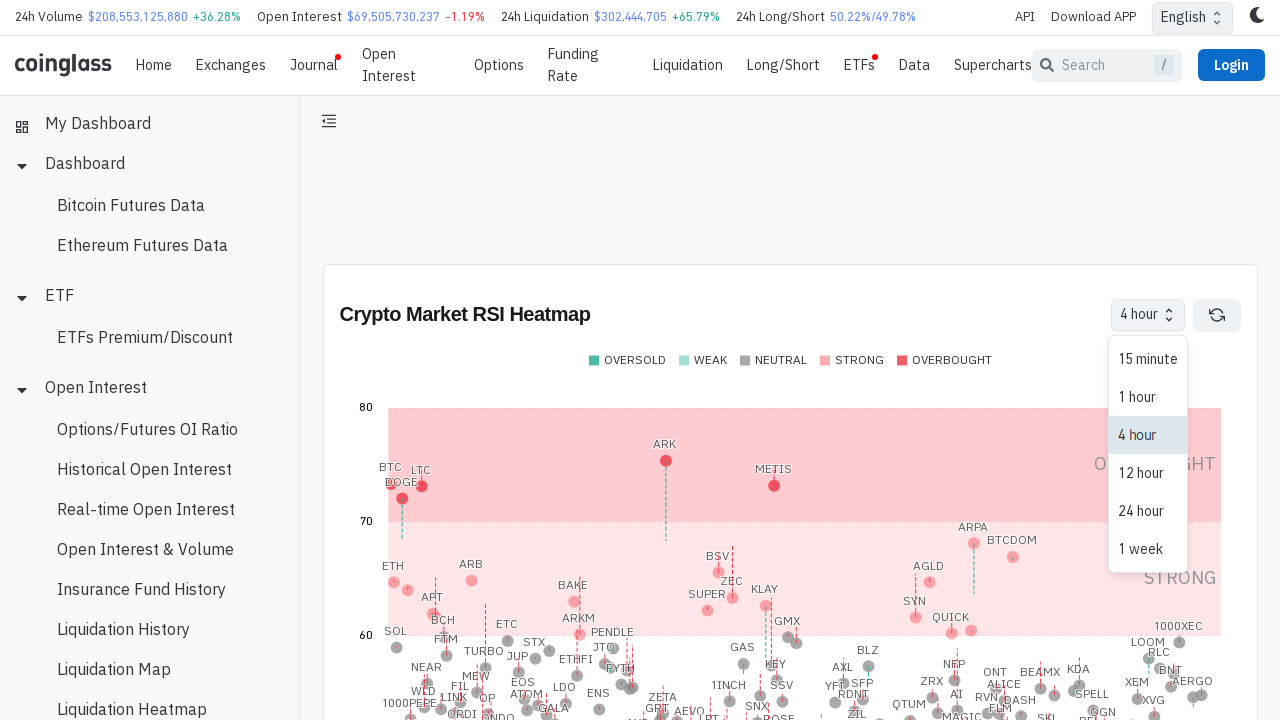 24h Volume $208,553,125,880 +36.28% Open Interest $69,505,730,237 -1.19% 24h Liquidation $302,444,705 +65.79% 24h Long/Short 50.22%/49.78% API Download APP English
coinglass Home Exchanges Journal Open Interest Options Funding Rate Liquidation Long/Short ETFs Data Supercharts Search / Login
My Dashboard
Dashboard
Bitcoin Futures Data
Ethereum Futures Data
ETF
ETFs Premium/Discount
Open Interest
Options/Futures OI Ratio
Historical Open Interest
Real-time Open Interest
Open Interest & Volume
Insurance Fund History
Liquidation History
Liquidation Map
Liquidation Heatmap
Crypto Market RSI Heatmap
4 hour
15 minute
1 hour
4 hour
12 hour
24 hour
1 week
OVERSOLD WEAK NEUTRAL STRONG OVERBOUGHT
80
ARK
BTC LTC METIS
DOGE
70
ARPA
BTCDOM
BSV
ETH ARB AGLD
STRONG
BAKE ZEC
APT SUPER KLAY SYN
BCH ARKM QUICK
ETC GMX 1000XEC
SOL PENDLE
60
FTM STX JTO LOOM
TURBO GAS BLZ RLC
JUP ETHFI
NEAR MEW PYTH KEY AXL NFP ONT BEAMX KDA BNT
EOS 1INCH SSV SFP ZRX ALICE XEM AERGO
WLD FIL LDO ENS ZETA RDNT AI RVN DASH SPELL XVG
1000PEPE LINK OP ATOM SNX QTUM
ORDI GALA GRT AEVO ZIL MAGIC FLM